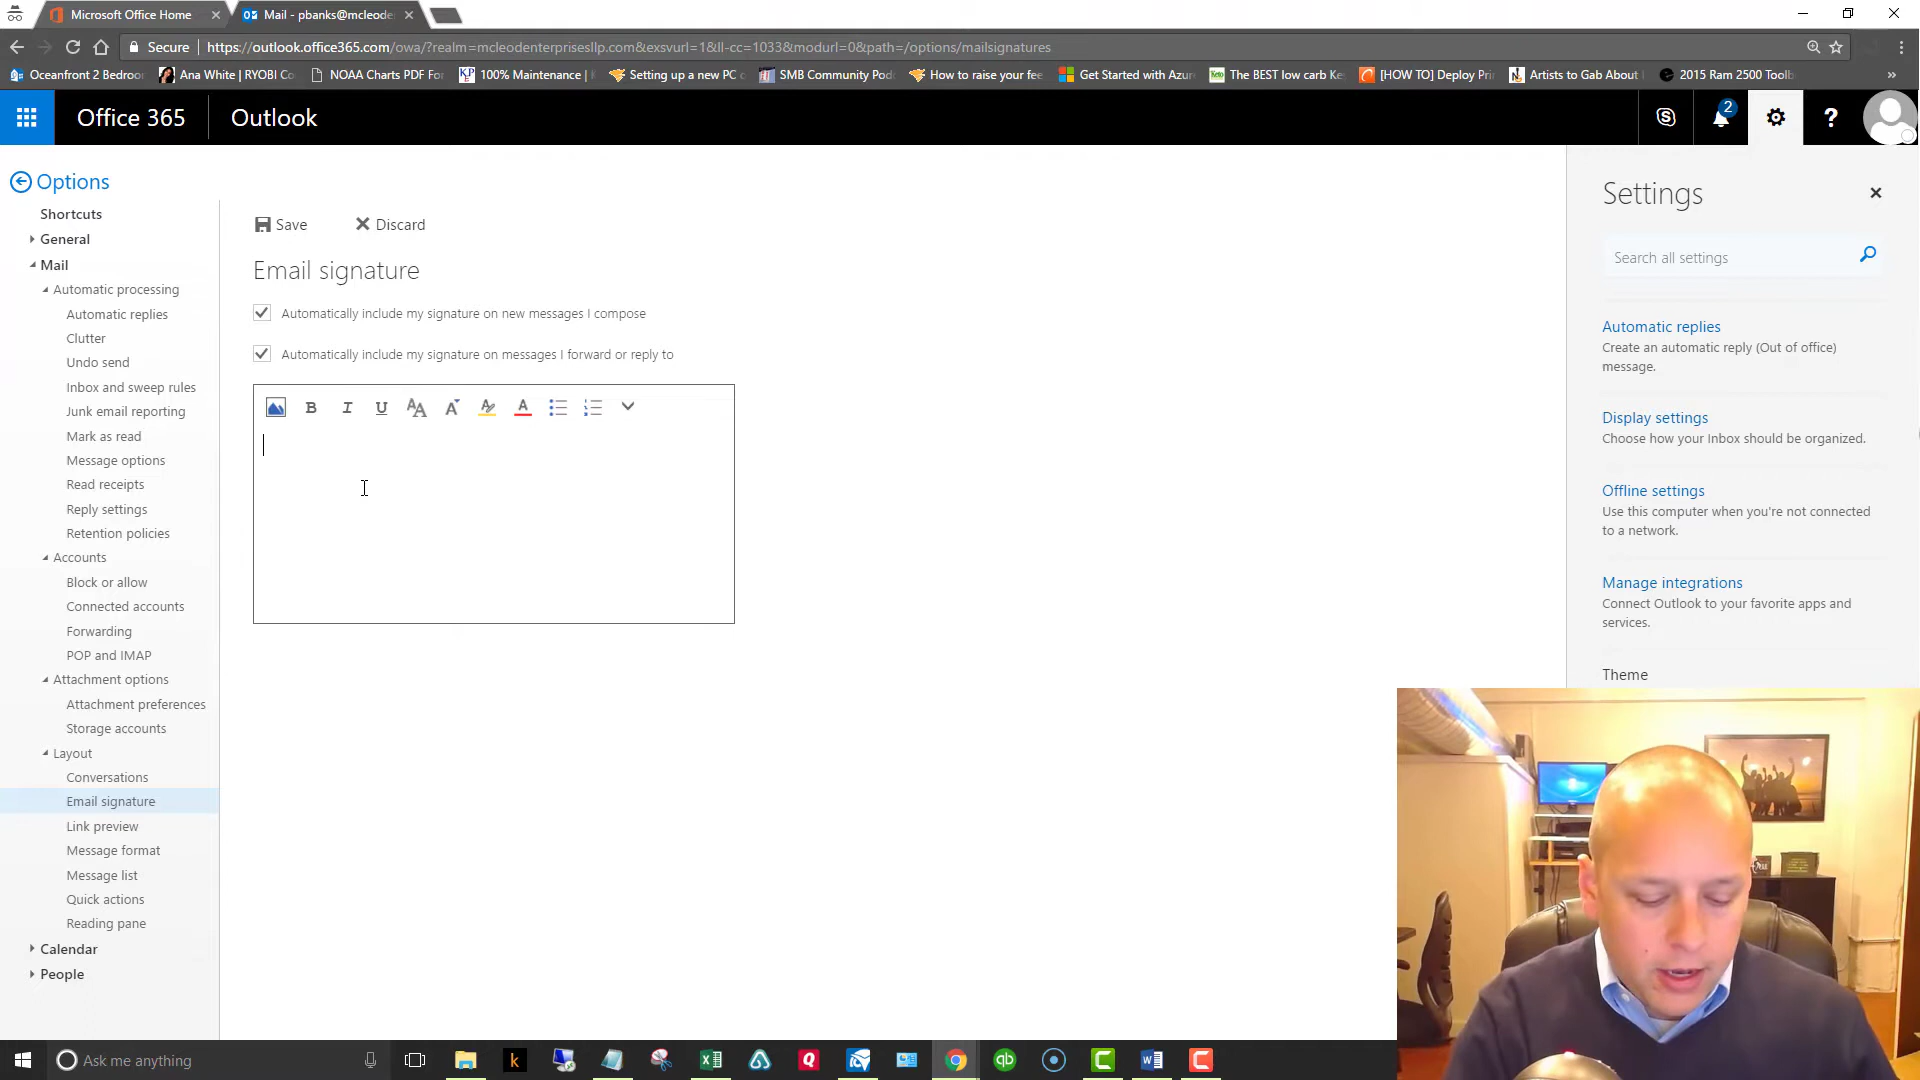 Microsoft Office Home
Mail - pbanks@mcleode
Secure
https://outlook.office365.com/owa/?realm=mcleodenterprisesllp.com&exsvurl=1&ll-cc=1033&modurl=0&path=/options/mailsignatures
Oceanfront 2 Bedroo
Ana White | RYOBI Co
NOAA Charts PDF Fo
100% Maintenance |
Setting up a new PC
SMB Community Pod
How to raise your fee
Get Started with Azur
The BEST low carb Ke
[HOW TO] Deploy Pri
Artists to Gab About
2015 Ram 2500 Toolb
Office 365
Outlook
2
?
Options
Shortcuts
General
Mail
Automatic processing
Automatic replies
Clutter
Undo send
Inbox and sweep rules
Junk email reporting
Mark as read
Message options
Read receipts
Reply settings
Retention policies
Accounts
Block or allow
Connected accounts
Forwarding
POP and IMAP
Attachment options
Attachment preferences
Storage accounts
Layout
Conversations
Email signature
Link preview
Message format
Message list
Quick actions
Reading pane
Calendar
People
Save
Discard
Email signature
Automatically include my signature on new messages I compose
Automatically include my signature on messages I forward or reply to
B I U
Settings
Search all settings
Automatic replies
Create an automatic reply (Out of office)
message.
Display settings
Choose how your Inbox should be organized.
Offline settings
Use this computer when you're not connected
to a network.
Manage integrations
Connect Outlook to your favorite apps and
services.
Theme
Ask me anything